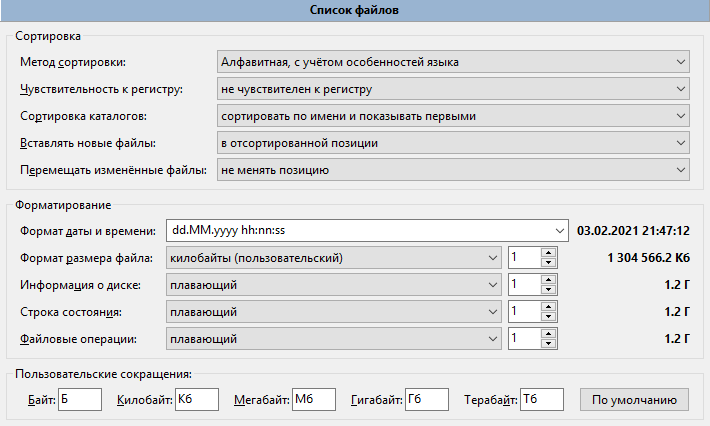 Список файлов
Сортировка
Метод сортировки: Алфавитная, с учётом особенностей языка
Чувствительность к регистру: не чувствителен к регистру
Сортировка каталогов: сортировать по имени и показывать первыми
Вставлять новые файлы: в отсортированной позиции
Перемещать изменённые файлы: не менять позицию
Форматирование
Формат даты и времени: dd.MM.yyyy hh:nn:ss 03.02.2021 21:47:12
Формат размера файла: килобайты (пользовательский) 1 1 304 566.2 Кб
Информация о диске: плавающий 1 1.2 Г
Строка состояния: плавающий 1 1.2 Г
Файловые операции: плавающий 1 1.2 Г
Пользовательские сокращения:
Байт: Б Килобайт: Кб Мегабайт: Мб Гигабайт: Гб Терабайт: Тб По умолчанию